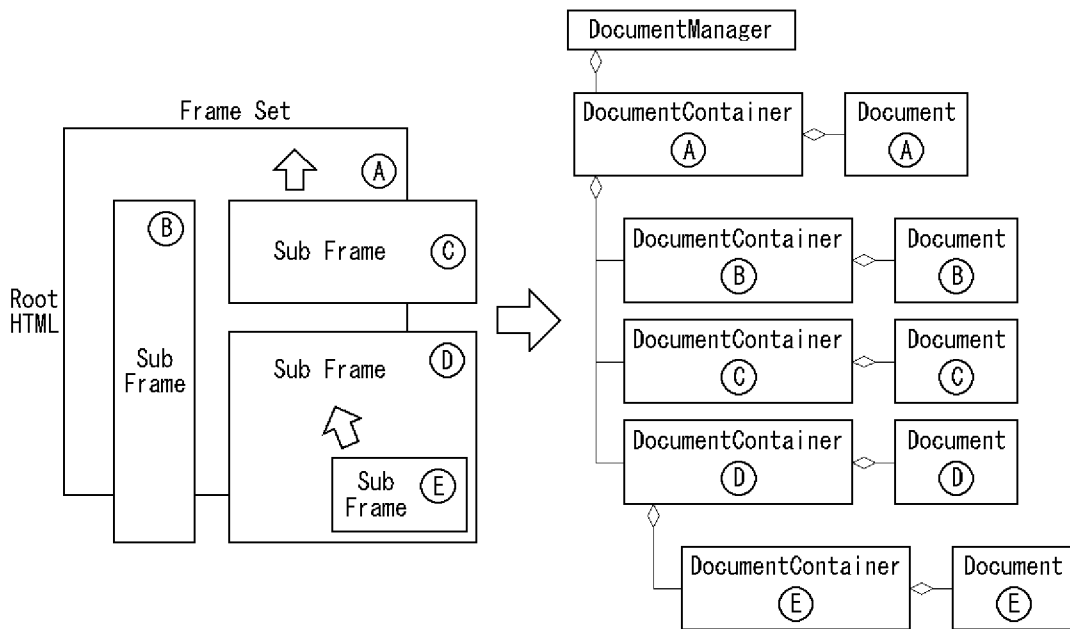 Frame Set
A
B
Sub Frame
C
Root
HTML
Sub
Frame
Sub Frame
D
Sub
Frame
E
DocumentManager
DocumentContainer
A
Document
A
DocumentContainer
B
Document
B
DocumentContainer
C
Document
C
DocumentContainer
D
Document
D
DocumentContainer
E
Document
E